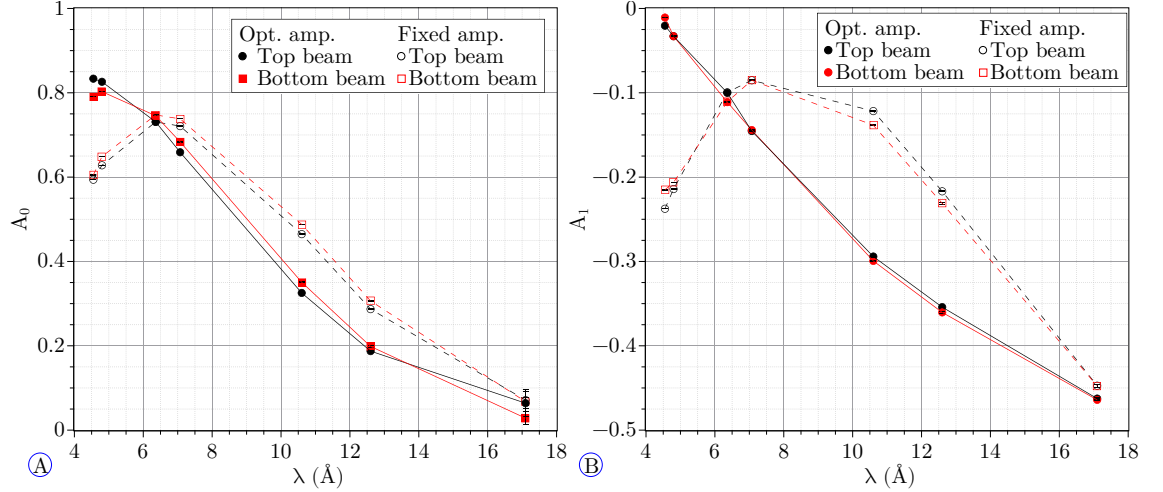 Opt. amp. Fixed amp.
Top beam Top beam
Bottom beam Bottom beam
1
0.8
0.6
0.4
0.2
0
A0
4 6 8 10 12 14 16 18
λ (Å)
A
Opt. amp. Fixed amp.
Top beam Top beam
Bottom beam Bottom beam
0
−0.1
−0.2
−0.3
−0.4
−0.5
A1
4 6 8 10 12 14 16 18
λ (Å)
B